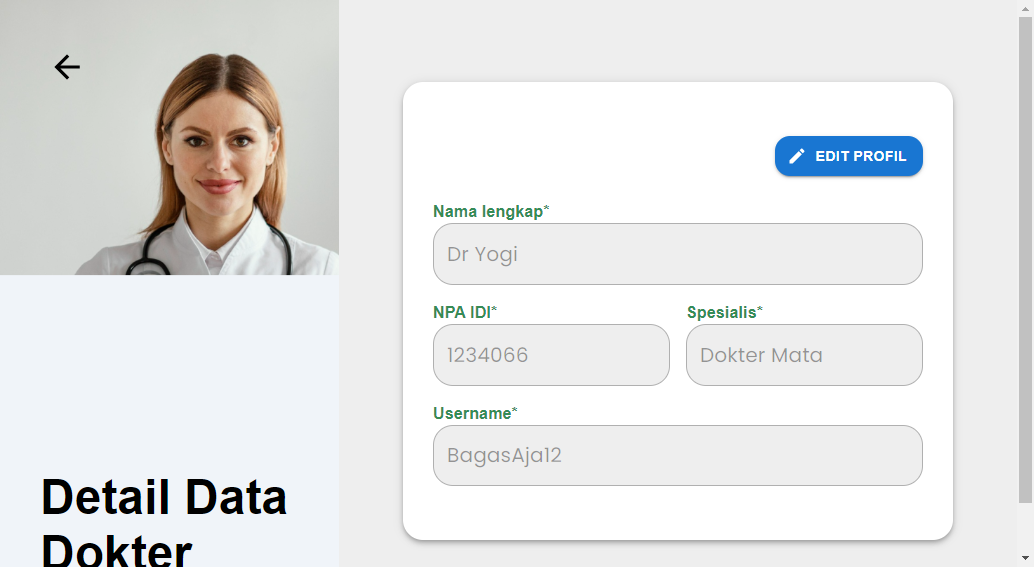 EDIT PROFIL
Nama lengkap*
Dr Yogi
NPA IDI*
Spesialis*
1234066
Dokter Mata
Username*
BagasAja12
Detail Data
Dokter